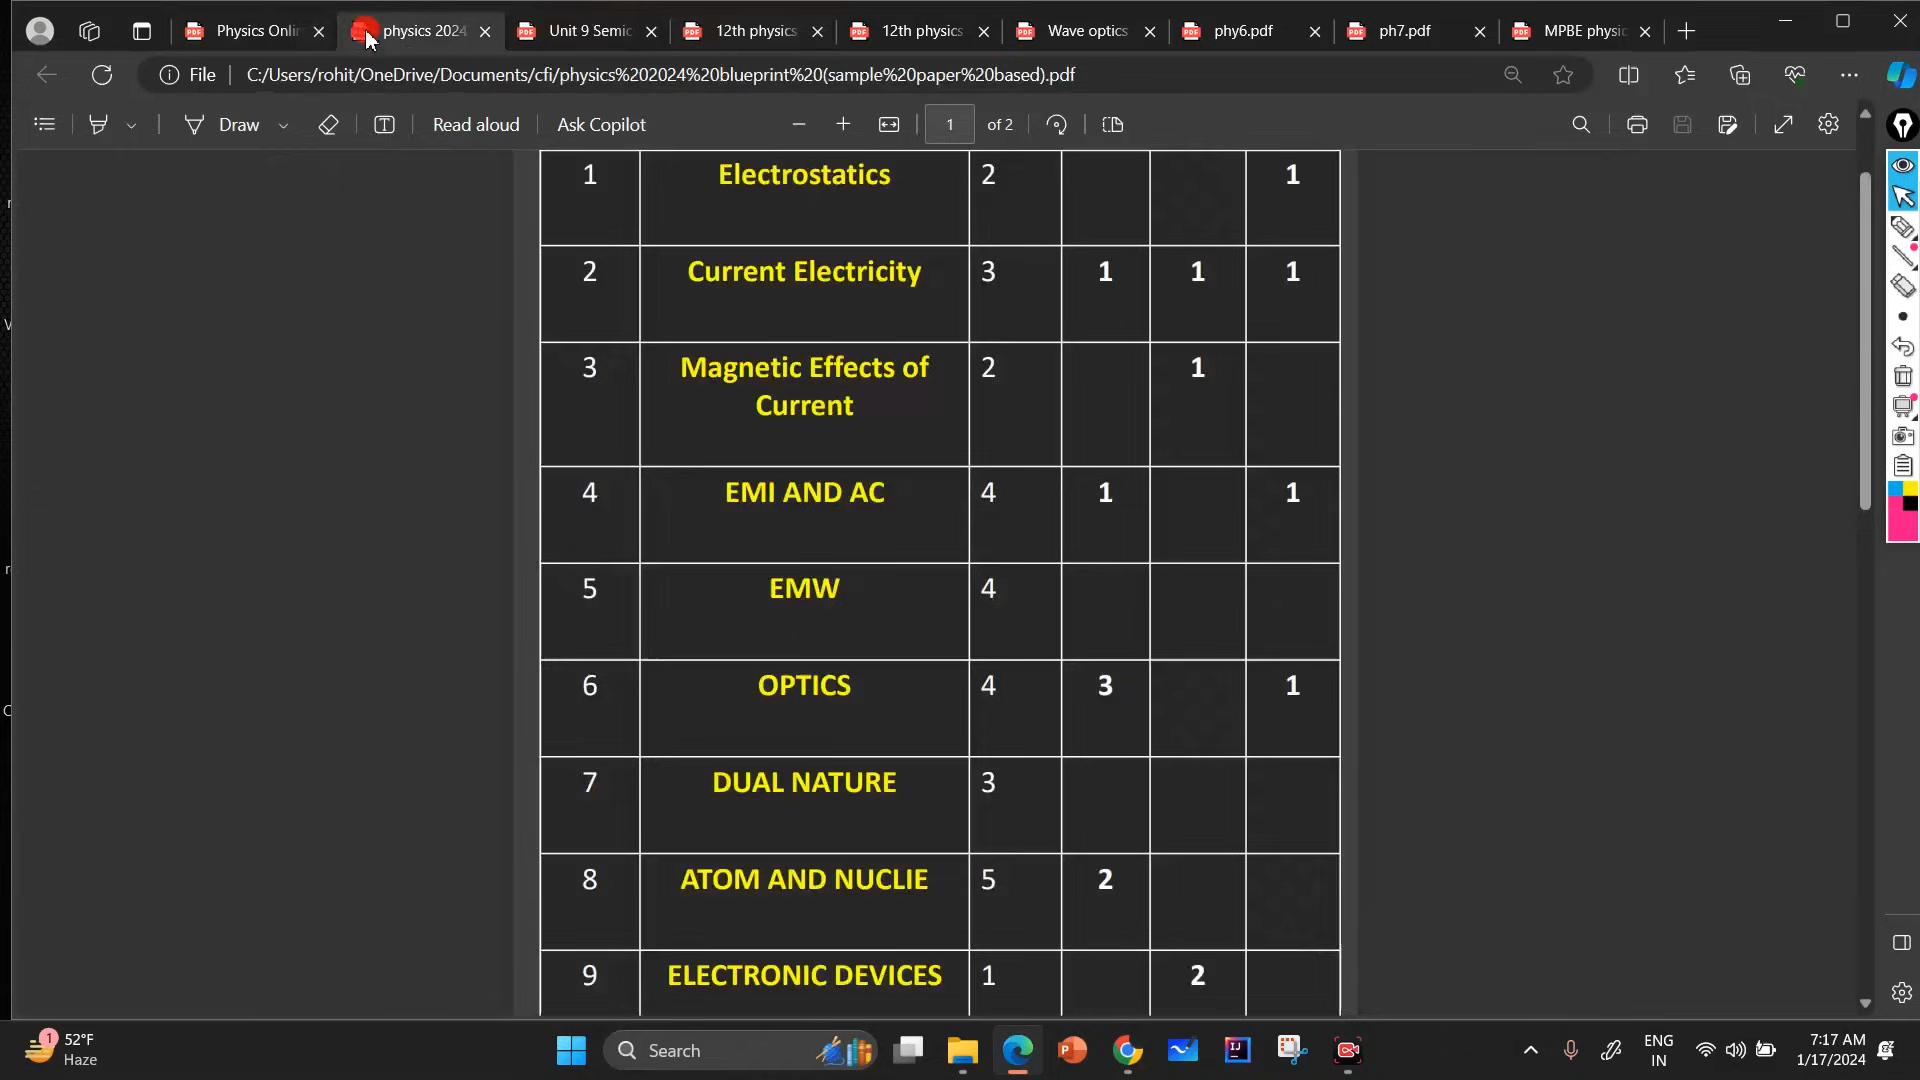 Physics Onlin
physics 2024
Unit 9 Semic
12th physics
12th physics
Wave optics
phy6.pdf
ph7.pdf
MPBE physic
File
C:/Users/rohit/OneDrive/Documents/cfi/physics%202024%20blueprint%20(sample%20paper%20based).pdf
Draw
Read aloud
Ask Copilot
1
of 2
1 Electrostatics 2 1
2 Current Electricity 3 1 1 1
3 Magnetic Effects of 2 1
Current
4 EMI AND AC 4 1 1
5 EMW 4
6 OPTICS 4 3 1
7 DUAL NATURE 3
8 ATOM AND NUCLIE 5 2
9 ELECTRONIC DEVICES 1 2
1
52°F
Haze
Search
ENG
IN
7:17 AM
1/17/2024